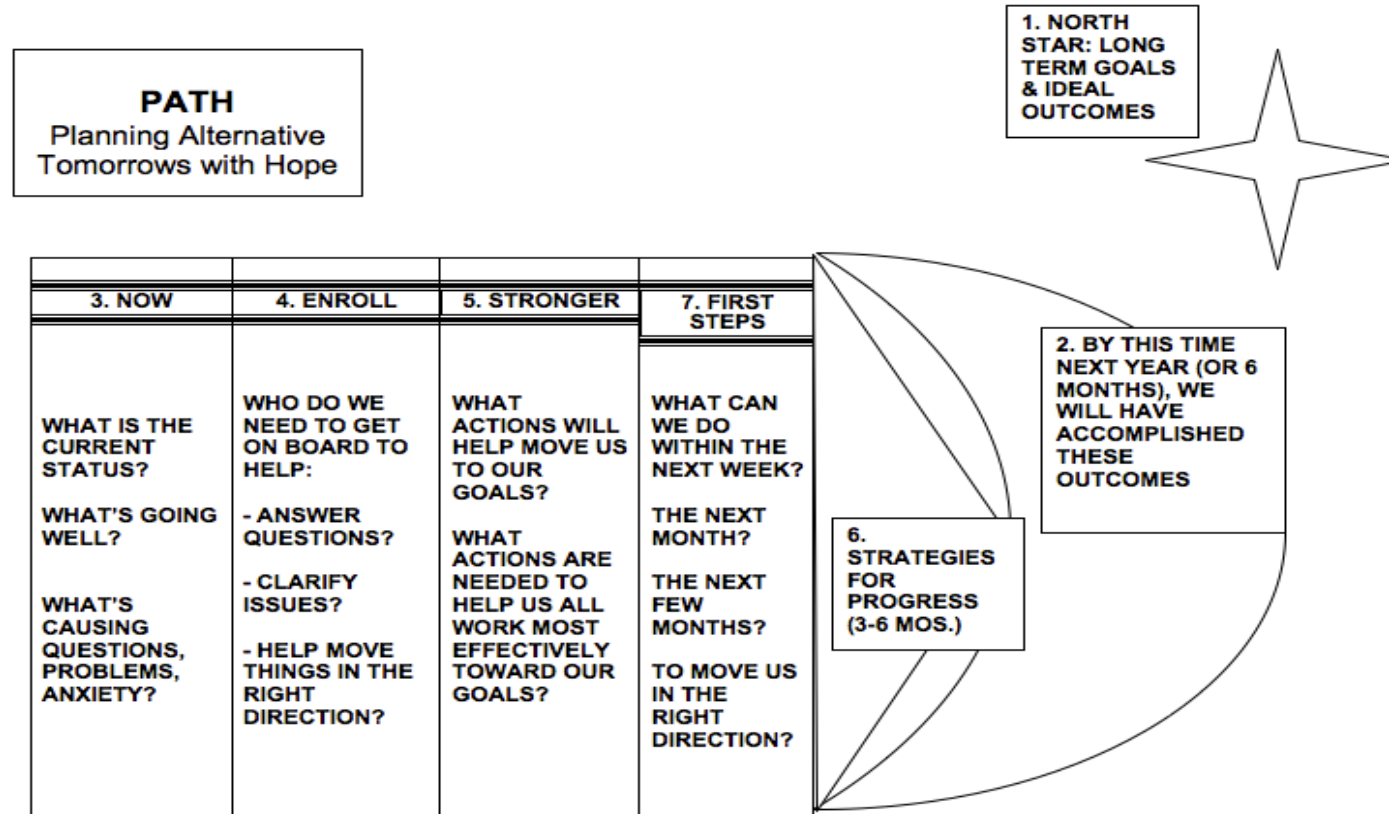 PATH
Planning Alternative
Tomorrows with Hope
1. NORTH
STAR: LONG
TERM GOALS
& IDEAL
OUTCOMES
3. NOW
WHAT IS THE
CURRENT
STATUS?
WHAT'S GOING
WELL?
WHAT'S
CAUSING
QUESTIONS,
PROBLEMS,
ANXIETY?
4. ENROLL
WHO DO WE
NEED TO GET
ON BOARD TO
HELP:
- ANSWER
QUESTIONS?
- CLARIFY
ISSUES?
- HELP MOVE
THINGS IN THE
RIGHT
DIRECTION?
5. STRONGER
WHAT
ACTIONS WILL
HELP MOVE US
TO OUR
GOALS?
WHAT
ACTIONS ARE
NEEDED TO
HELP US ALL
WORK MOST
EFFECTIVELY
TOWARD OUR
GOALS?
7. FIRST
STEPS
WHAT CAN
WE DO
WITHIN THE
NEXT WEEK?
THE NEXT
MONTH?
THE NEXT
FEW
MONTHS?
TO MOVE US
IN THE
RIGHT
DIRECTION?
6.
STRATEGIES
FOR
PROGRESS
(3-6 MOS.)
2. BY THIS TIME
NEXT YEAR (OR 6
MONTHS), WE
WILL HAVE
ACCOMPLISHED
THESE
OUTCOMES